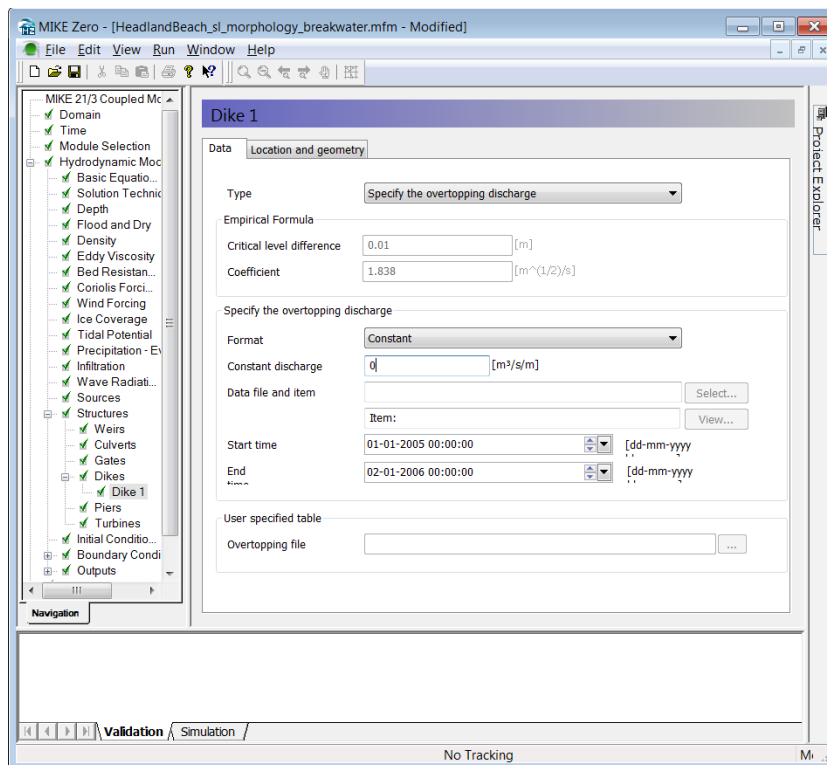 MIKE Zero - [HeadlandBeach_sl_morphology_breakwater.mfm - Modified]
File Edit View Run Window Help
MIKE 21/3 Coupled Mc
Domain
Time
Module Selection
Hydrodynamic Moc
Basic Equatio...
Solution Technic
Depth
Flood and Dry
Density
Eddy Viscosity
Bed Resistan...
Coriolis Forci...
Wind Forcing
Ice Coverage
Tidal Potential
Precipitation - Ev
Infiltration
Wave Radiati...
Sources
Structures
Weirs
Culverts
Gates
Dikes
Dike 1
Piers
Turbines
Initial Conditio...
Boundary Condi
Outputs
Navigation
Dike 1
Data Location and geometry
Type Specify the overtopping discharge
Empirical Formula
Critical level difference 0.01 [m]
Coefficient 1.838 [m^(1/2)/s]
Specify the overtopping discharge
Format Constant
Constant discharge 0 [m³/s/m]
Data file and item Select...
Item: View...
Start time 01-01-2005 00:00:00 [dd-mm-yyyy
End 02-01-2006 00:00:00 [dd-mm-yyyy
User specified table
Overtopping file ...
Project Explorer
Validation Simulation
No Tracking